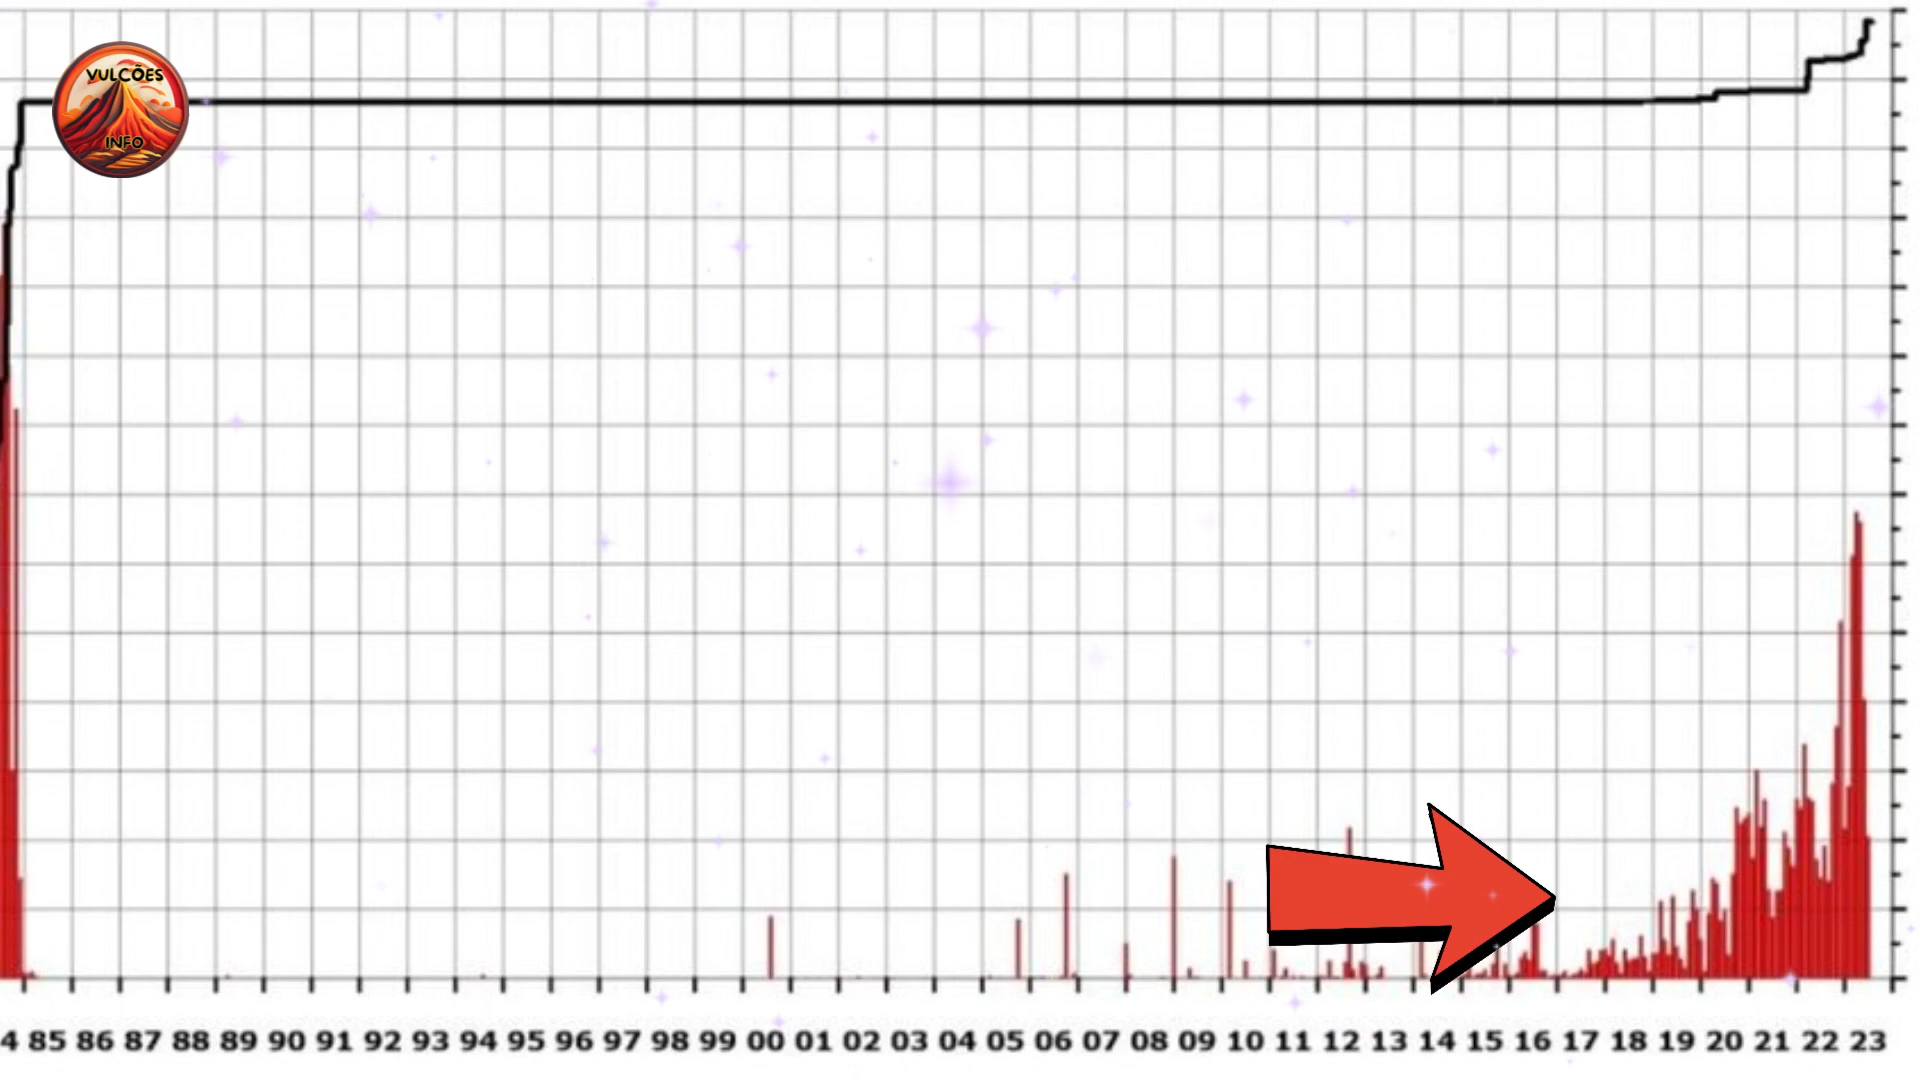 VULCÕES
INFO
4 85 86 87 88 89 90 91 92 93 94 95 96 97 98 99 00 01 02 03 04 05 06 07 08 09 10 11 12 13 14 15 16 17 18 19 20 21 22 23